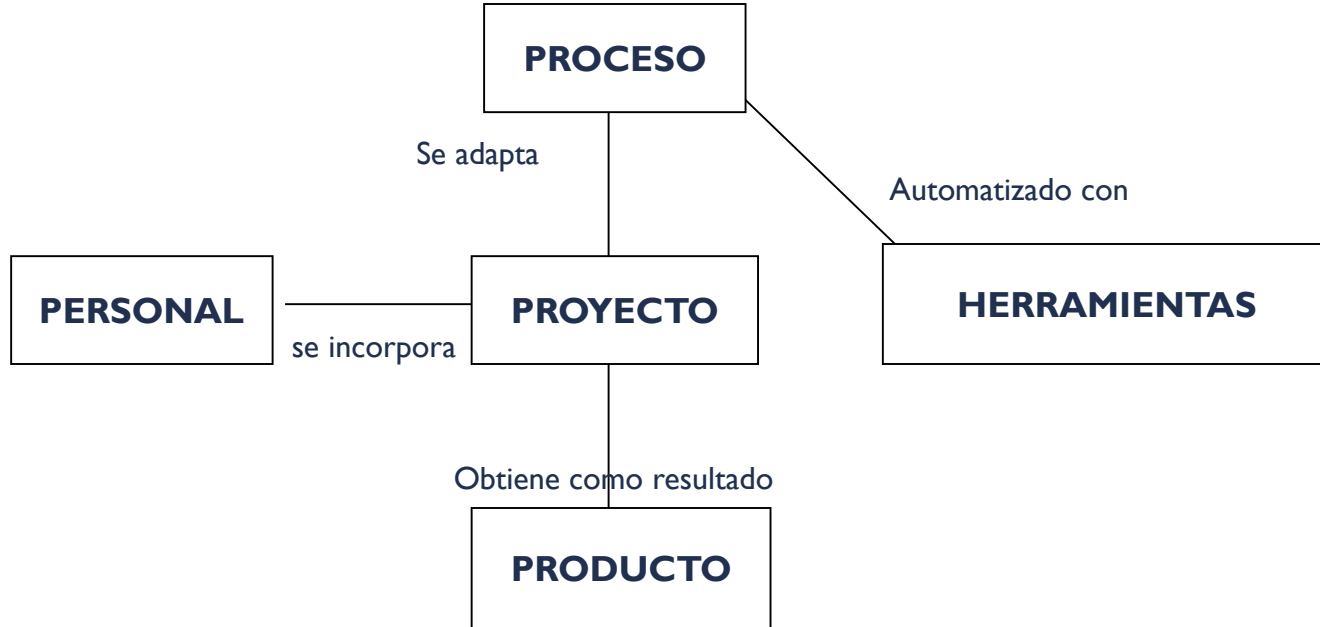 PROCESO
Se adapta
Automatizado con
PERSONAL
se incorpora
PROYECTO
HERRAMIENTAS
Obtiene como resultado
PRODUCTO